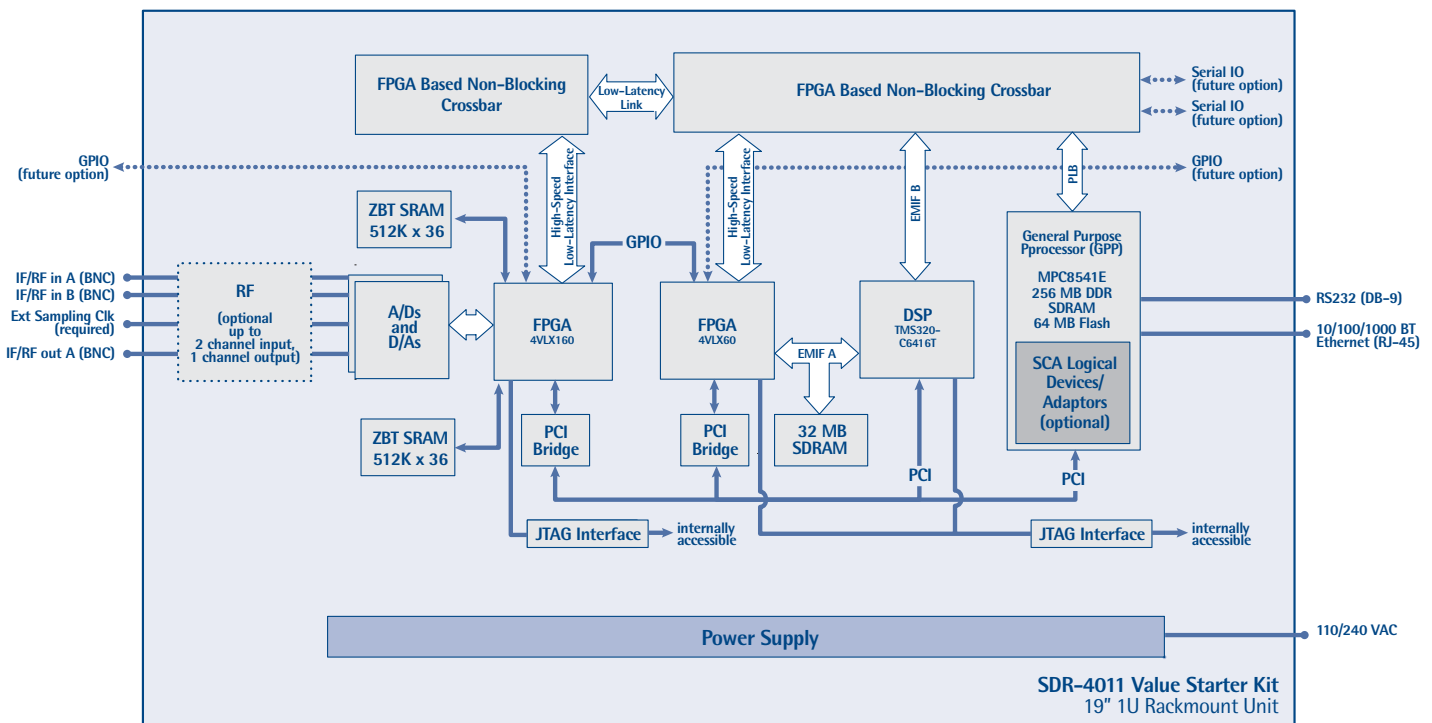 FPGA Based Non-Blocking
Crossbar
Low-Latency
Link
FPGA Based Non-Blocking Crossbar
Serial IO
(future option)
Serial IO
(future option)
GPIO
(future option)
GPIO
(future option)
High-Speed
Low-Latency Interface
High-Speed
Low-Latency Interface
EMIF B
PLB
ZBT SRAM
512K x 36
GPIO
General Purpose
Pprocessor (GPP)
MPC8541E
256 MB DDR
SDRAM
64 MB Flash
SCA Logical
Devices/
Adaptors
(optional)
IF/RF in A (BNC)
IF/RF in B (BNC)
Ext Sampling Clk
(required)
IF/RF out A (BNC)
RF
(optional
up to
2 channel input,
1 channel output)
A/Ds
and
D/As
FPGA
4VLX160
FPGA
4VLX60
EMIF A
DSP
TMS320-
C6416T
RS232 (DB-9)
10/100/1000 BT
Ethernet (RJ-45)
ZBT SRAM
512K x 36
PCI
Bridge
PCI
Bridge
32 MB
SDRAM
PCI
PCI
JTAG Interface
internally
accessible
JTAG Interface
internally
accessible
Power Supply
110/240 VAC
SDR-4011 Value Starter Kit
19" 1U Rackmount Unit